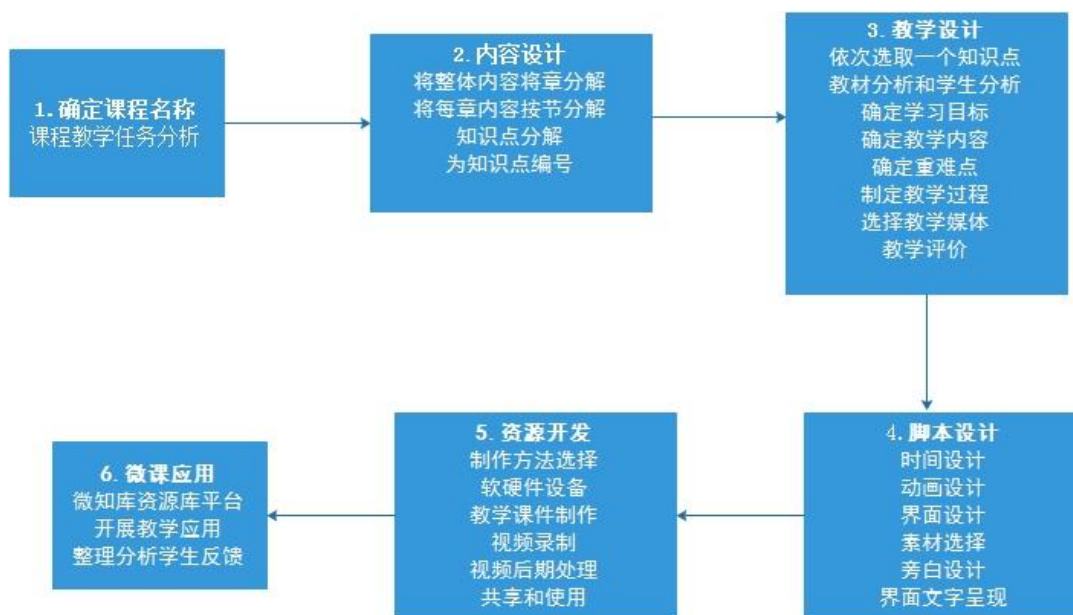 1. 确定课程名称
课程教学任务分析
2. 内容设计
将整体内容将章分解
将每章内容按节分解
知识点分解
为知识点编号
3. 教学设计
依次选取一个知识点
教材分析和学生分析
确定学习目标
确定教学内容
确定重难点
制定教学过程
选择教学媒体
教学评价
4. 脚本设计
时间设计
动画设计
界面设计
素材选择
旁白设计
界面文字呈现
5. 资源开发
制作方法选择
软硬件设备
教学课件制作
视频录制
视频后期处理
共享和使用
6. 微课应用
微知库资源库平台
开展教学应用
整理分析学生反馈